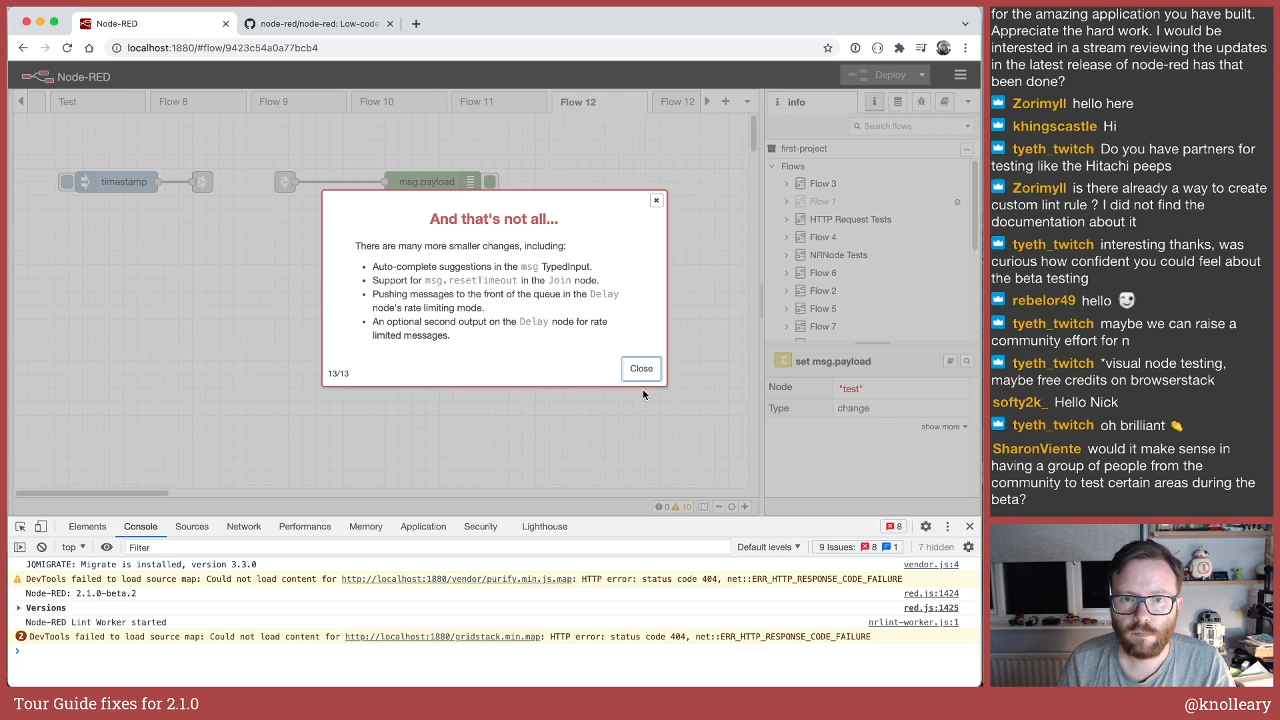 Node-RED
node-red/node-red: Low-code
localhost:1880/#flow/9423c54a0a77bcb4
Node-RED
Deploy
Test
Flow 8
Flow 9
Flow 10
Flow 11
Flow 12
Flow 12
info
Search flows
first-project
Flows
Flow 3
Flow 1
HTTP Request Tests
Flow 4
NRNode Tests
Flow 6
Flow 2
Flow 5
Flow 7
timestamp
msg.payload
And that's not all...
There are many more smaller changes, including:
Auto-complete suggestions in the msg TypedInput.
Support for msg.resetTimeout in the Join node.
Pushing messages to the front of the queue in the Delay
node's rate limiting mode.
An optional second output on the Delay node for rate
limited messages.
13/13
Close
set msg.payload
Node "test"
Type change
show more
0 10
Elements Console Sources Network Performance Memory Application Security Lighthouse
8
top
Filter
Default levels
9 Issues: 8 1
7 hidden
JQMIGRATE: Migrate is installed, version 3.3.0 vendor.js:4
DevTools failed to load source map: Could not load content for http://localhost:1880/vendor/purify.min.js.map: HTTP error: status code 404, net::ERR_HTTP_RESPONSE_CODE_FAILURE
Node-RED: 2.1.0-beta.2 red.js:1424
Versions red.js:1425
Node-RED Lint Worker started nrlint-worker.js:1
2 DevTools failed to load source map: Could not load content for http://localhost:1880/gridstack.min.map: HTTP error: status code 404, net::ERR_HTTP_RESPONSE_CODE_FAILURE
for the amazing application you have built.
Appreciate the hard work. I would be
interested in a stream reviewing the updates
in the latest release of node-red has that
been done?
Zorimyll hello here
khingscastle Hi
tyeth_twitch Do you have partners for
testing like the Hitachi peeps
Zorimyll is there already a way to create
custom lint rule ? I did not find the
documentation about it
tyeth_twitch interesting thanks, was
curious how confident you could feel about
the beta testing
rebelor49 hello
tyeth_twitch maybe we can raise a
community effort for n
tyeth_twitch *visual node testing,
maybe free credits on browserstack
softy2k_ Hello Nick
tyeth_twitch oh brilliant
SharonViente would it make sense in
having a group of people from the
community to test certain areas during the
beta?
Tour Guide fixes for 2.1.0
@knolleary